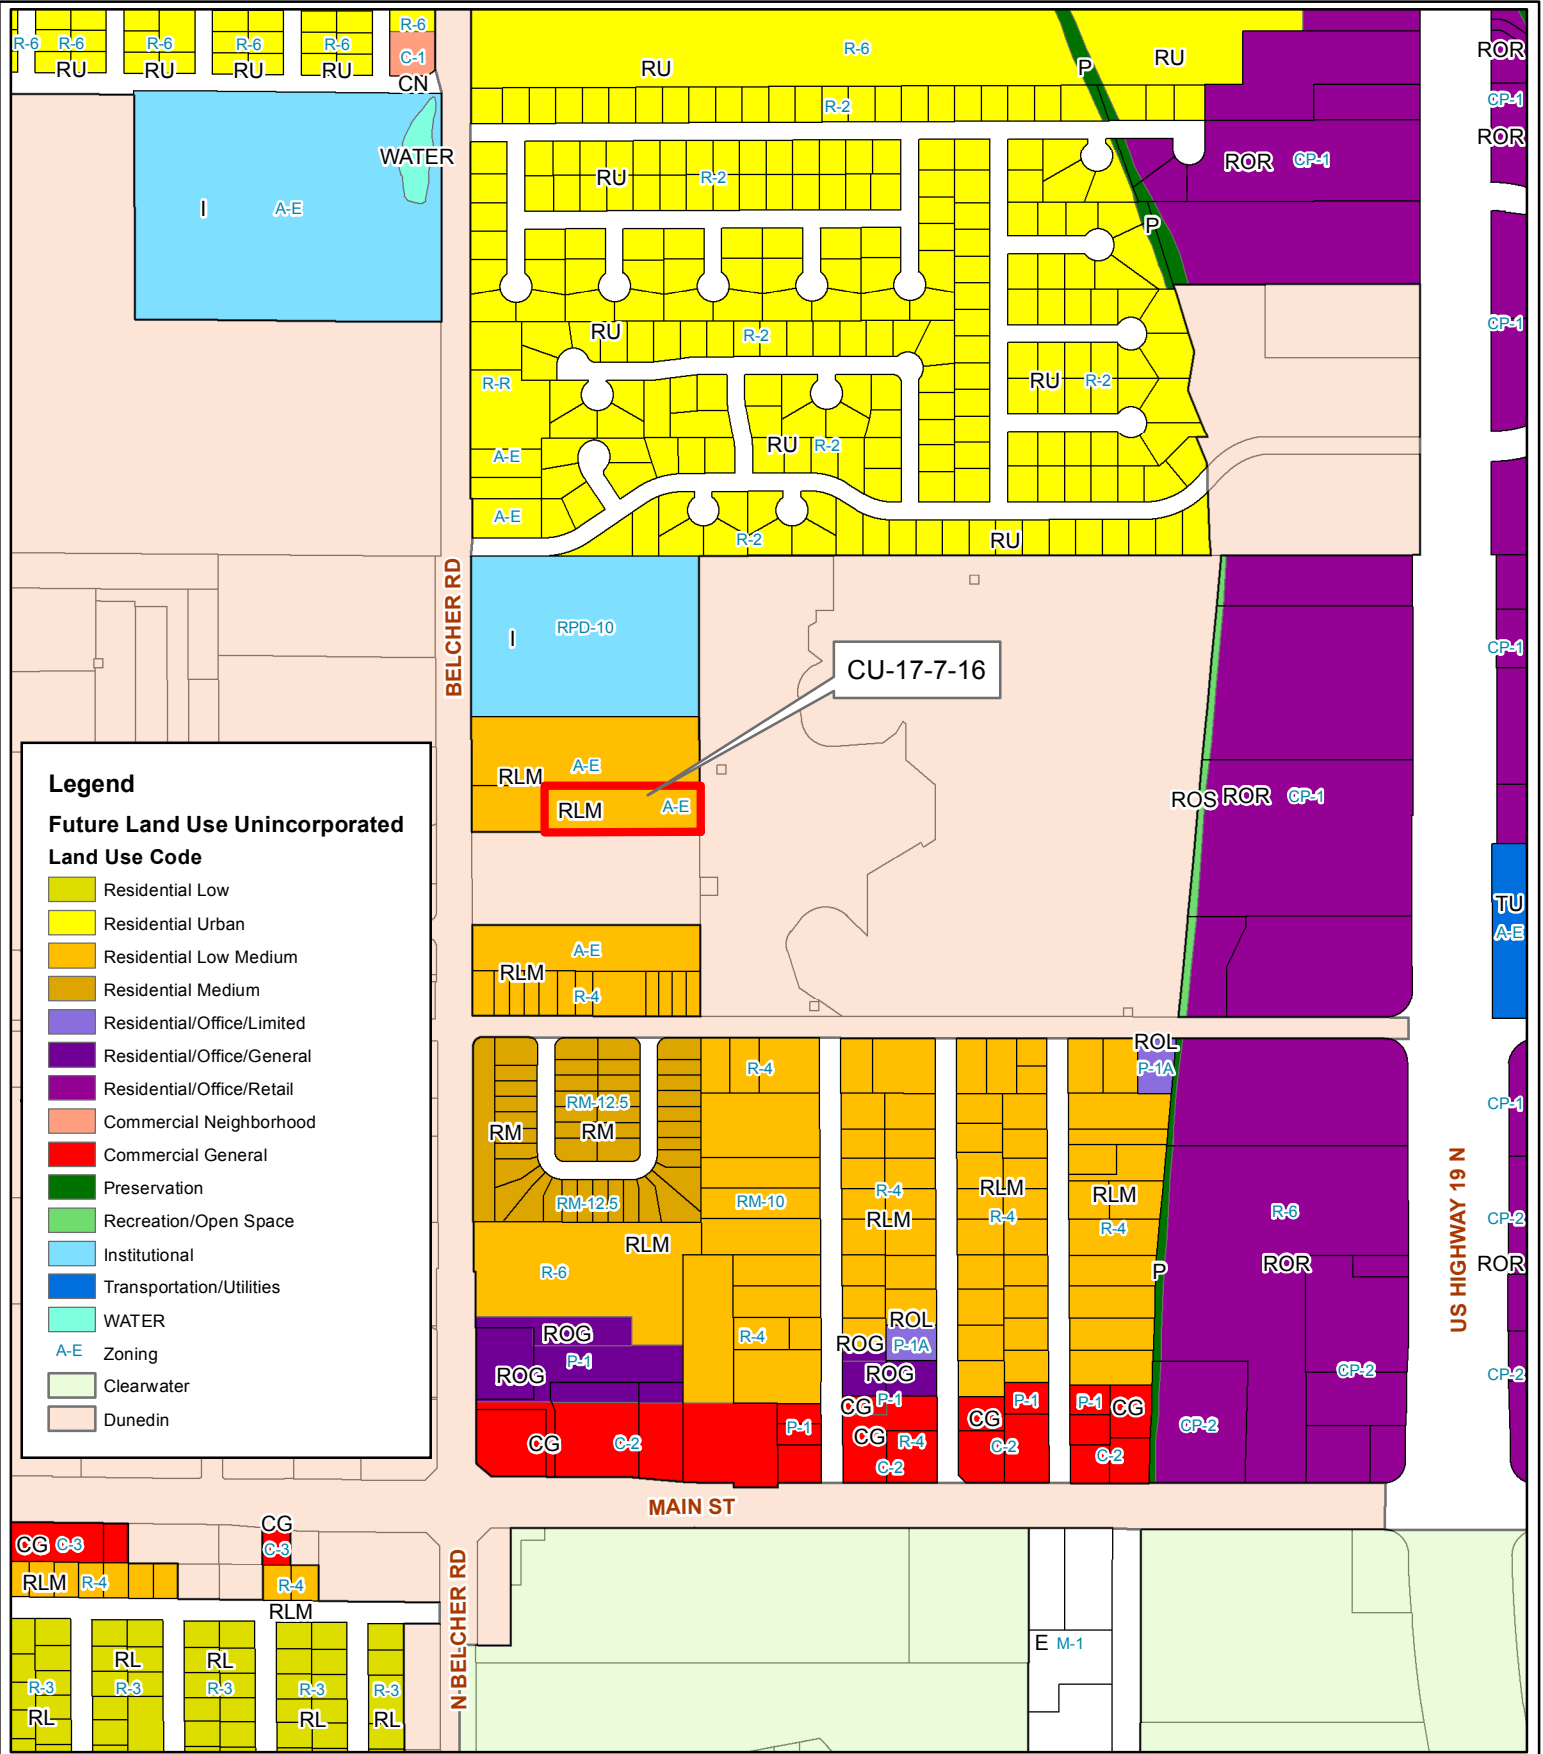 R-6
R-6 R-6 R-6 R-6 R-6
C-1
R-6
RU RU RU RU
CN
RU
P
RU
ROR
R-2
CP-1
ROR
WATER
RU R-2
ROR CP-1
I A-E
P
RU R-2
CP-1
R-R
RU R-2
RU R-2
A-E
A-E
R-2
RU
BELCHER RD
I RPD-10
CP-1
CU-17-7-16
A-E
RLM
RLM A-E
ROS ROR CP-1
Legend
Future Land Use Unincorporated
Land Use Code
Residential Low
Residential Urban
Residential Low Medium
Residential Medium
Residential/Office/Limited
Residential/Office/General
Residential/Office/Retail
Commercial Neighborhood
Commercial General
Preservation
Recreation/Open Space
Institutional
Transportation/Utilities
WATER
A-E Zoning
Clearwater
Dunedin
TU
A-E
A-E
RLM
R-4
ROL
P-1A
R-4
RM-12.5
RM RM
CP-1
RM-12.5
RM-10
R-4
RLM
RLM
R-4
RLM
R-4
R-6
CP-2
US HIGHWAY 19 N
RLM
R-6
P
ROR
ROR
ROG
P-1
ROG
R-4
ROL
ROG P-1A
ROG
CP-2
CP-2
CG P-1
P-1
P-1 CG
CG
CG C-2
P-1
CG R-4
C-2
C-2
C-2
CP-2
MAIN ST
CG C-3
CG
C-3
RLM R-4
R-4
RLM
N-BELCHER RD
E M-1
RL RL
R-3 R-3 R-3 R-3 R-3
RL RL RL